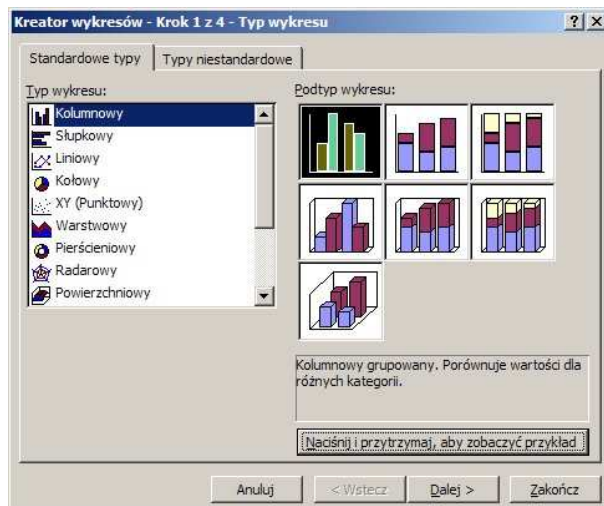 Kreator wykresów - Krok 1 z 4 - Typ wykresu
Standardowe typy
Typy niestandardowe
Typ wykresu:
Kolumnowy
Słupkowy
Liniowy
Kołowy
XY (Punktowy)
Warstwowy
Pierścieniowy
Radarowy
Powierzchniowy
Podtyp wykresu:
Kolumnowy grupowany. Porównuje wartości dla
różnych kategorii.
Naciśnij i przytrzymaj, aby zobaczyć przykład
Anuluj
< Wstecz
Dalej >
Zakończ